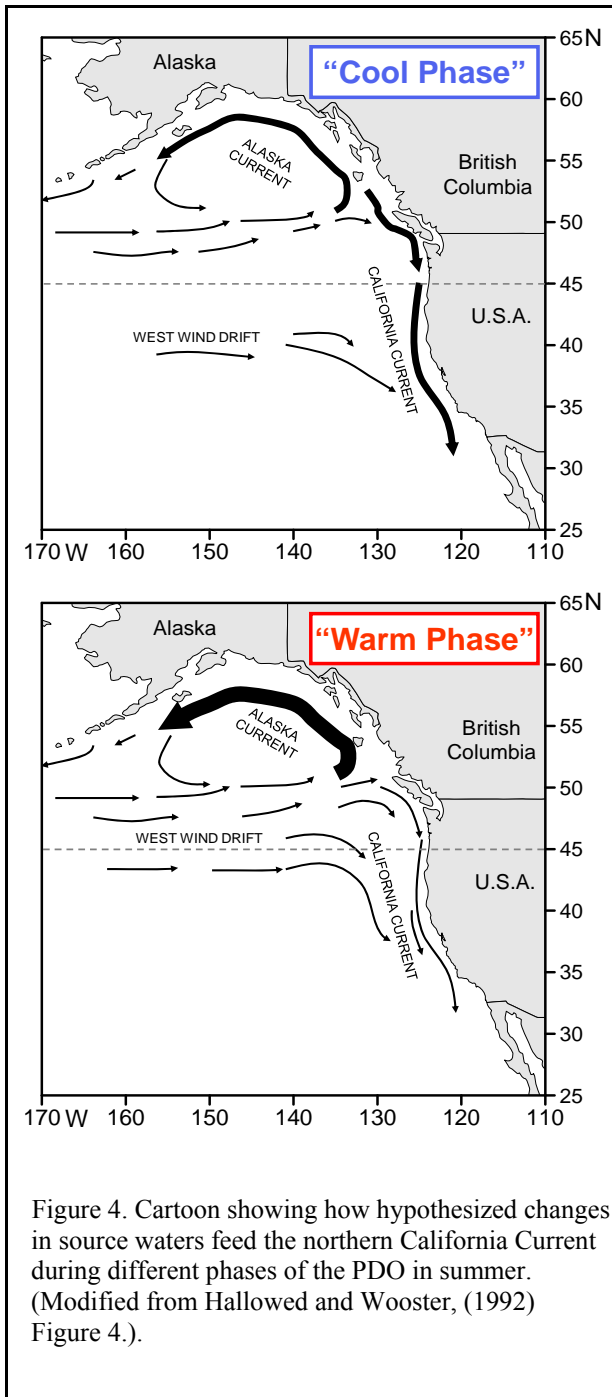 Alaska
“Cool Phase”
65 N
60
55
50
45
40
35
30
25
ALASKA
CURRENT
British
Columbia
U.S.A.
WEST WIND DRIFT
CALIFORNIA CURRENT
170 W 160 150 140 130 120 110
Alaska
“Warm Phase”
65 N
60
55
50
45
40
35
30
25
ALASKA
CURRENT
British
Columbia
WEST WIND DRIFT
U.S.A.
CALIFORNIA CURRENT
170 W 160 150 140 130 120 110
Figure 4. Cartoon showing how hypothesized changes
in source waters feed the northern California Current
during different phases of the PDO in summer.
(Modified from Hallowed and Wooster, (1992)
Figure 4.).